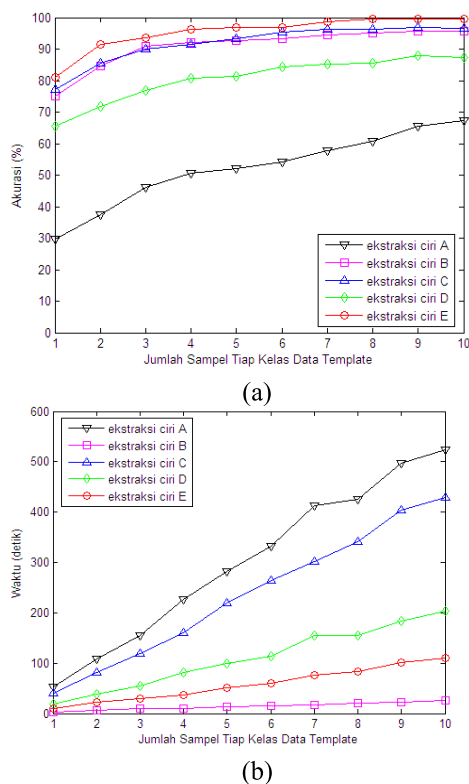 100
90
80
70
60
50
40
30
20
10
0
Akurasi (%)
ekstraksi ciri A
ekstraksi ciri B
ekstraksi ciri C
ekstraksi ciri D
ekstraksi ciri E
1 2 3 4 5 6 7 8 9 10
Jumlah Sampel Tiap Kelas Data Template
(a)
600
500
400
300
200
100
0
Waktu (detik)
ekstraksi ciri A
ekstraksi ciri B
ekstraksi ciri C
ekstraksi ciri D
ekstraksi ciri E
1 2 3 4 5 6 7 8 9 10
Jumlah Sampel Tiap Kelas Data Template
(b)